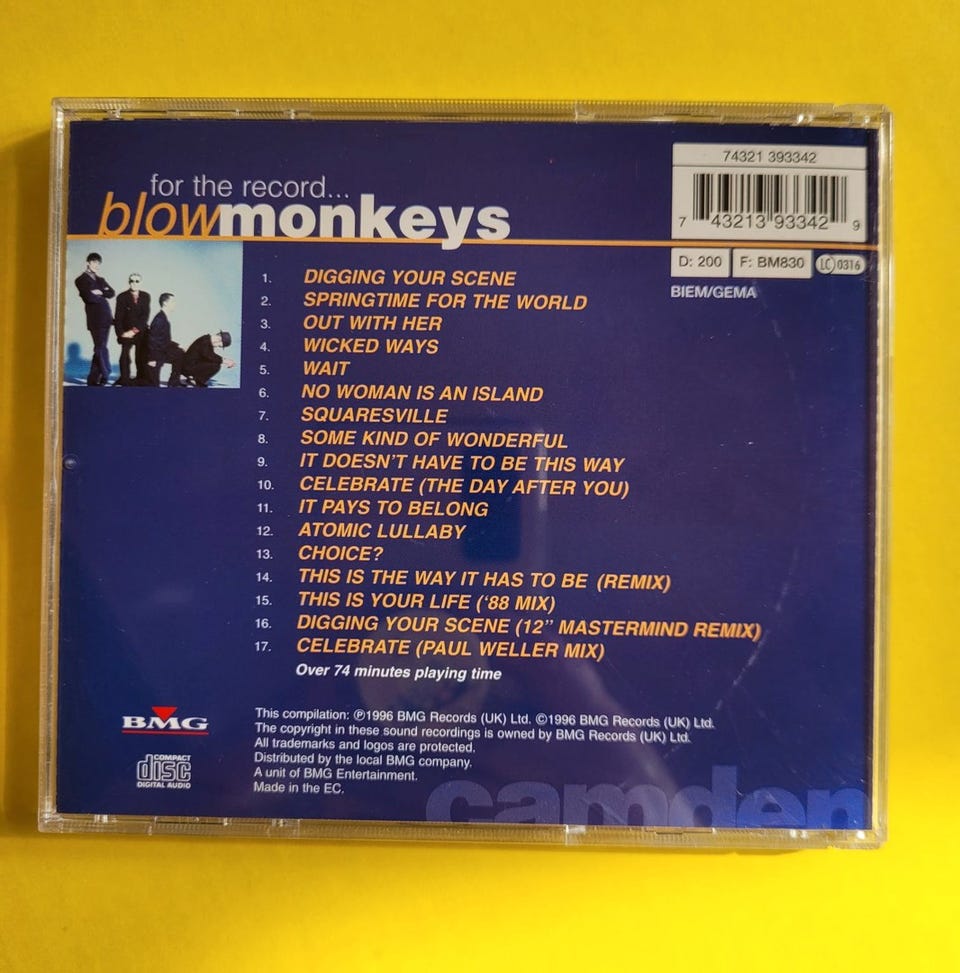 for the record...
blowmonkeys
74321 393342
7 43213 93342 9
D: 200 F: BM830 LC 0316
BIEM/GEMA
1. DIGGING YOUR SCENE
2. SPRINGTIME FOR THE WORLD
3. OUT WITH HER
4. WICKED WAYS
5. WAIT
6. NO WOMAN IS AN ISLAND
7. SQUARESVILLE
8. SOME KIND OF WONDERFUL
9. IT DOESN'T HAVE TO BE THIS WAY
10. CELEBRATE (THE DAY AFTER YOU)
11. IT PAYS TO BELONG
12. ATOMIC LULLABY
13. CHOICE?
14. THIS IS THE WAY IT HAS TO BE (REMIX)
15. THIS IS YOUR LIFE ('88 MIX)
16. DIGGING YOUR SCENE (12" MASTERMIND REMIX)
17. CELEBRATE (PAUL WELLER MIX)
Over 74 minutes playing time
BMG
COMPACT
disc
DIGITAL AUDIO
This compilation: ℗1996 BMG Records (UK) Ltd. ©1996 BMG Records (UK) Ltd.
The copyright in these sound recordings is owned by BMG Records (UK) Ltd.
All trademarks and logos are protected.
Distributed by the local BMG company.
A unit of BMG Entertainment.
Made in the EC.
camden